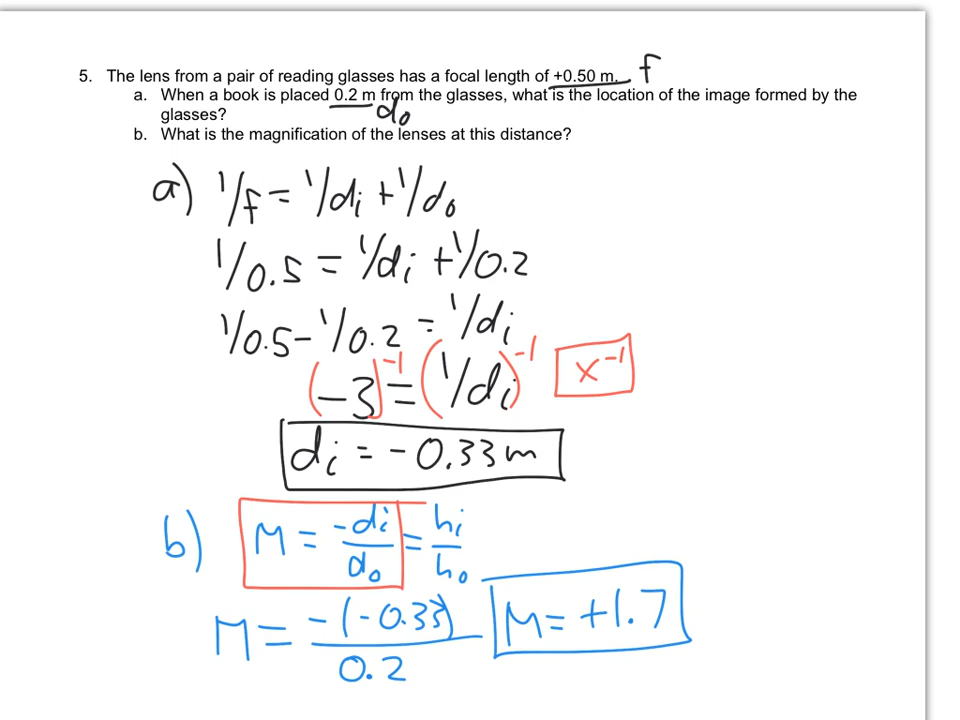 5. The lens from a pair of reading glasses has a focal length of +0.50 m. f
a. When a book is placed 0.2 m from the glasses, what is the location of the image formed by the
glasses? do
b. What is the magnification of the lenses at this distance?
a) 1/f = 1/di + 1/do
1/0.5 = 1/di + 1/0.2
1/0.5 - 1/0.2 = 1/di
(-3)^-1 = (1/di)^-1 x^-1
di = -0.33m
b) M = -di/do = hi/ho
M = -(-0.33)/0.2 M = +1.7